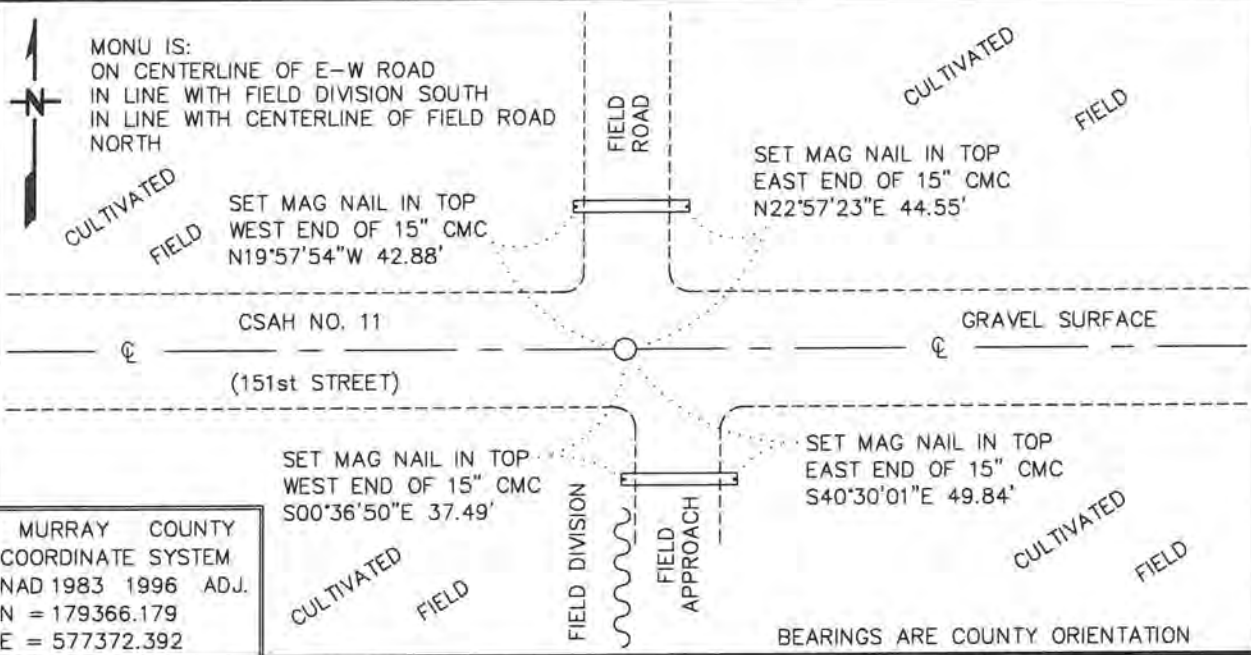 N
MONU IS:
ON CENTERLINE OF E-W ROAD
IN LINE WITH FIELD DIVISION SOUTH
IN LINE WITH CENTERLINE OF FIELD ROAD
NORTH
FIELD
ROAD
CULTIVATED
FIELD
CULTIVATED
FIELD
SET MAG NAIL IN TOP
WEST END OF 15" CMC
N19°57'54"W 42.88'
SET MAG NAIL IN TOP
EAST END OF 15" CMC
N22°57'23"E 44.55'
CSAH NO. 11
GRAVEL SURFACE
℄
℄
(151st STREET)
SET MAG NAIL IN TOP
WEST END OF 15" CMC
S00°36'50"E 37.49'
SET MAG NAIL IN TOP
EAST END OF 15" CMC
S40°30'01"E 49.84'
FIELD DIVISION
FIELD
APPROACH
CULTIVATED
FIELD
CULTIVATED
FIELD
MURRAY COUNTY
COORDINATE SYSTEM
NAD 1983 1996 ADJ.
N = 179366.179
E = 577372.392
BEARINGS ARE COUNTY ORIENTATION